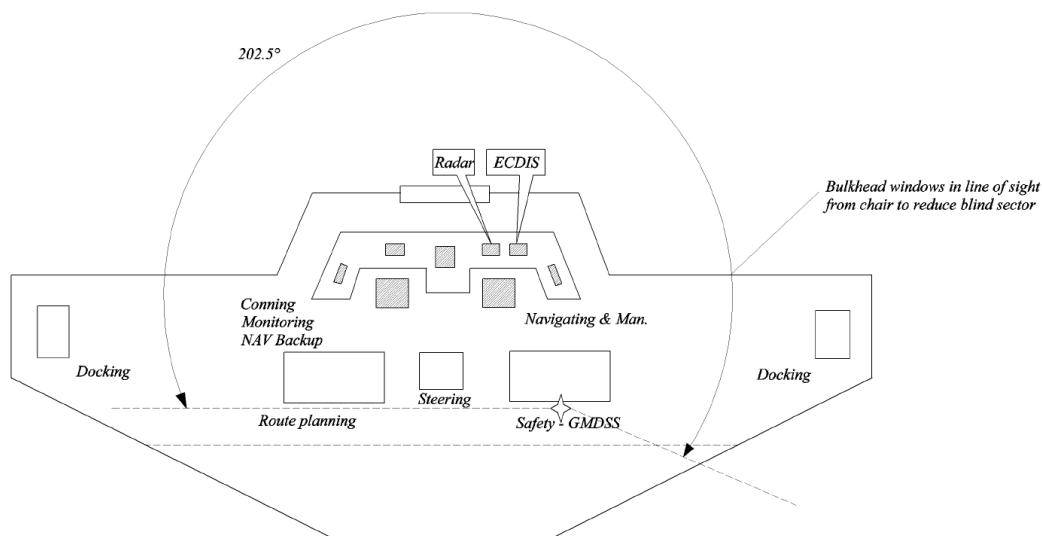 202.5°
Radar
ECDIS
Bulkhead windows in line of sight
from chair to reduce blind sector
Conning
Monitoring
NAV Backup
Navigating & Man.
Docking
Docking
Steering
Route planning
Safety - GMDSS